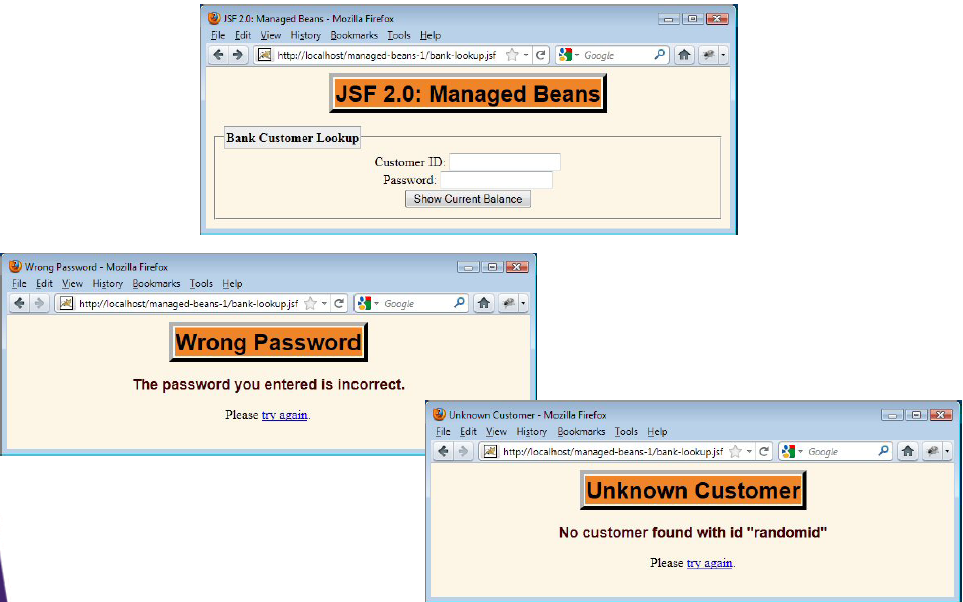 JSF 2.0: Managed Beans - Mozilla Firefox
File Edit View History Bookmarks Tools Help
http://localhost/managed-beans-1/bank-lookup.jsf Google
JSF 2.0: Managed Beans
Bank Customer Lookup
Customer ID:
Password:
Show Current Balance
Wrong Password - Mozilla Firefox
File Edit View History Bookmarks Tools Help
http://localhost/managed-beans-1/bank-lookup.jsf Google
Wrong Password
The password you entered is incorrect.
Please try again.
Unknown Customer - Mozilla Firefox
File Edit View History Bookmarks Tools Help
http://localhost/managed-beans-1/bank-lookup.jsf Google
Unknown Customer
No customer found with id "randomid"
Please try again.